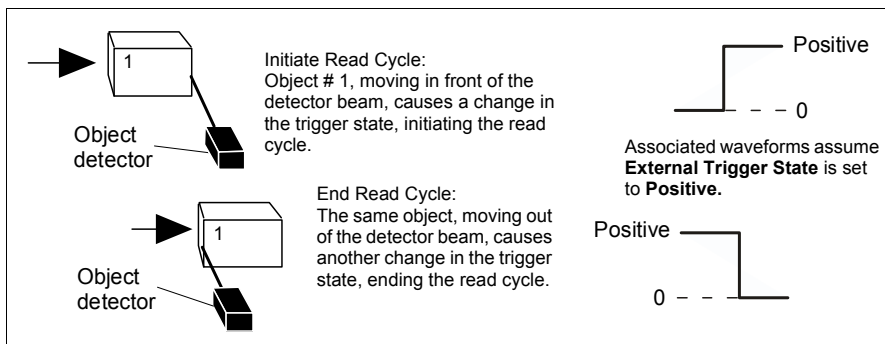 1
Initiate Read Cycle:
Object # 1, moving in front of the
detector beam, causes a change in
the trigger state, initiating the read
cycle.
Object
detector
Positive
0
Associated waveforms assume
External Trigger State is set
to Positive.
1
End Read Cycle:
The same object, moving out
of the detector beam, causes
another change in the trigger
state, ending the read cycle.
Object
detector
Positive
0